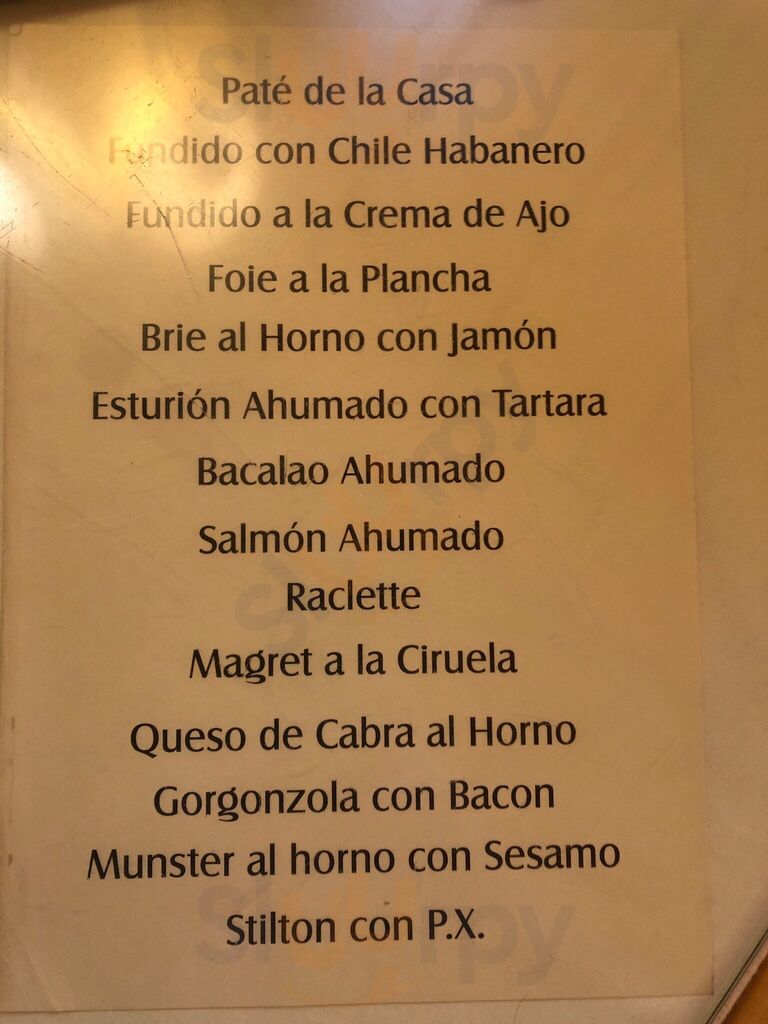 Paté de la Casa
Fundido con Chile Habanero
Fundido a la Crema de Ajo
Foie a la Plancha
Brie al Horno con Jamón
Esturión Ahumado con Tartara
Bacalao Ahumado
Salmón Ahumado
Raclette
Magret a la Ciruela
Queso de Cabra al Horno
Gorgonzola con Bacon
Munster al horno con Sesamo
Stilton con P.X.